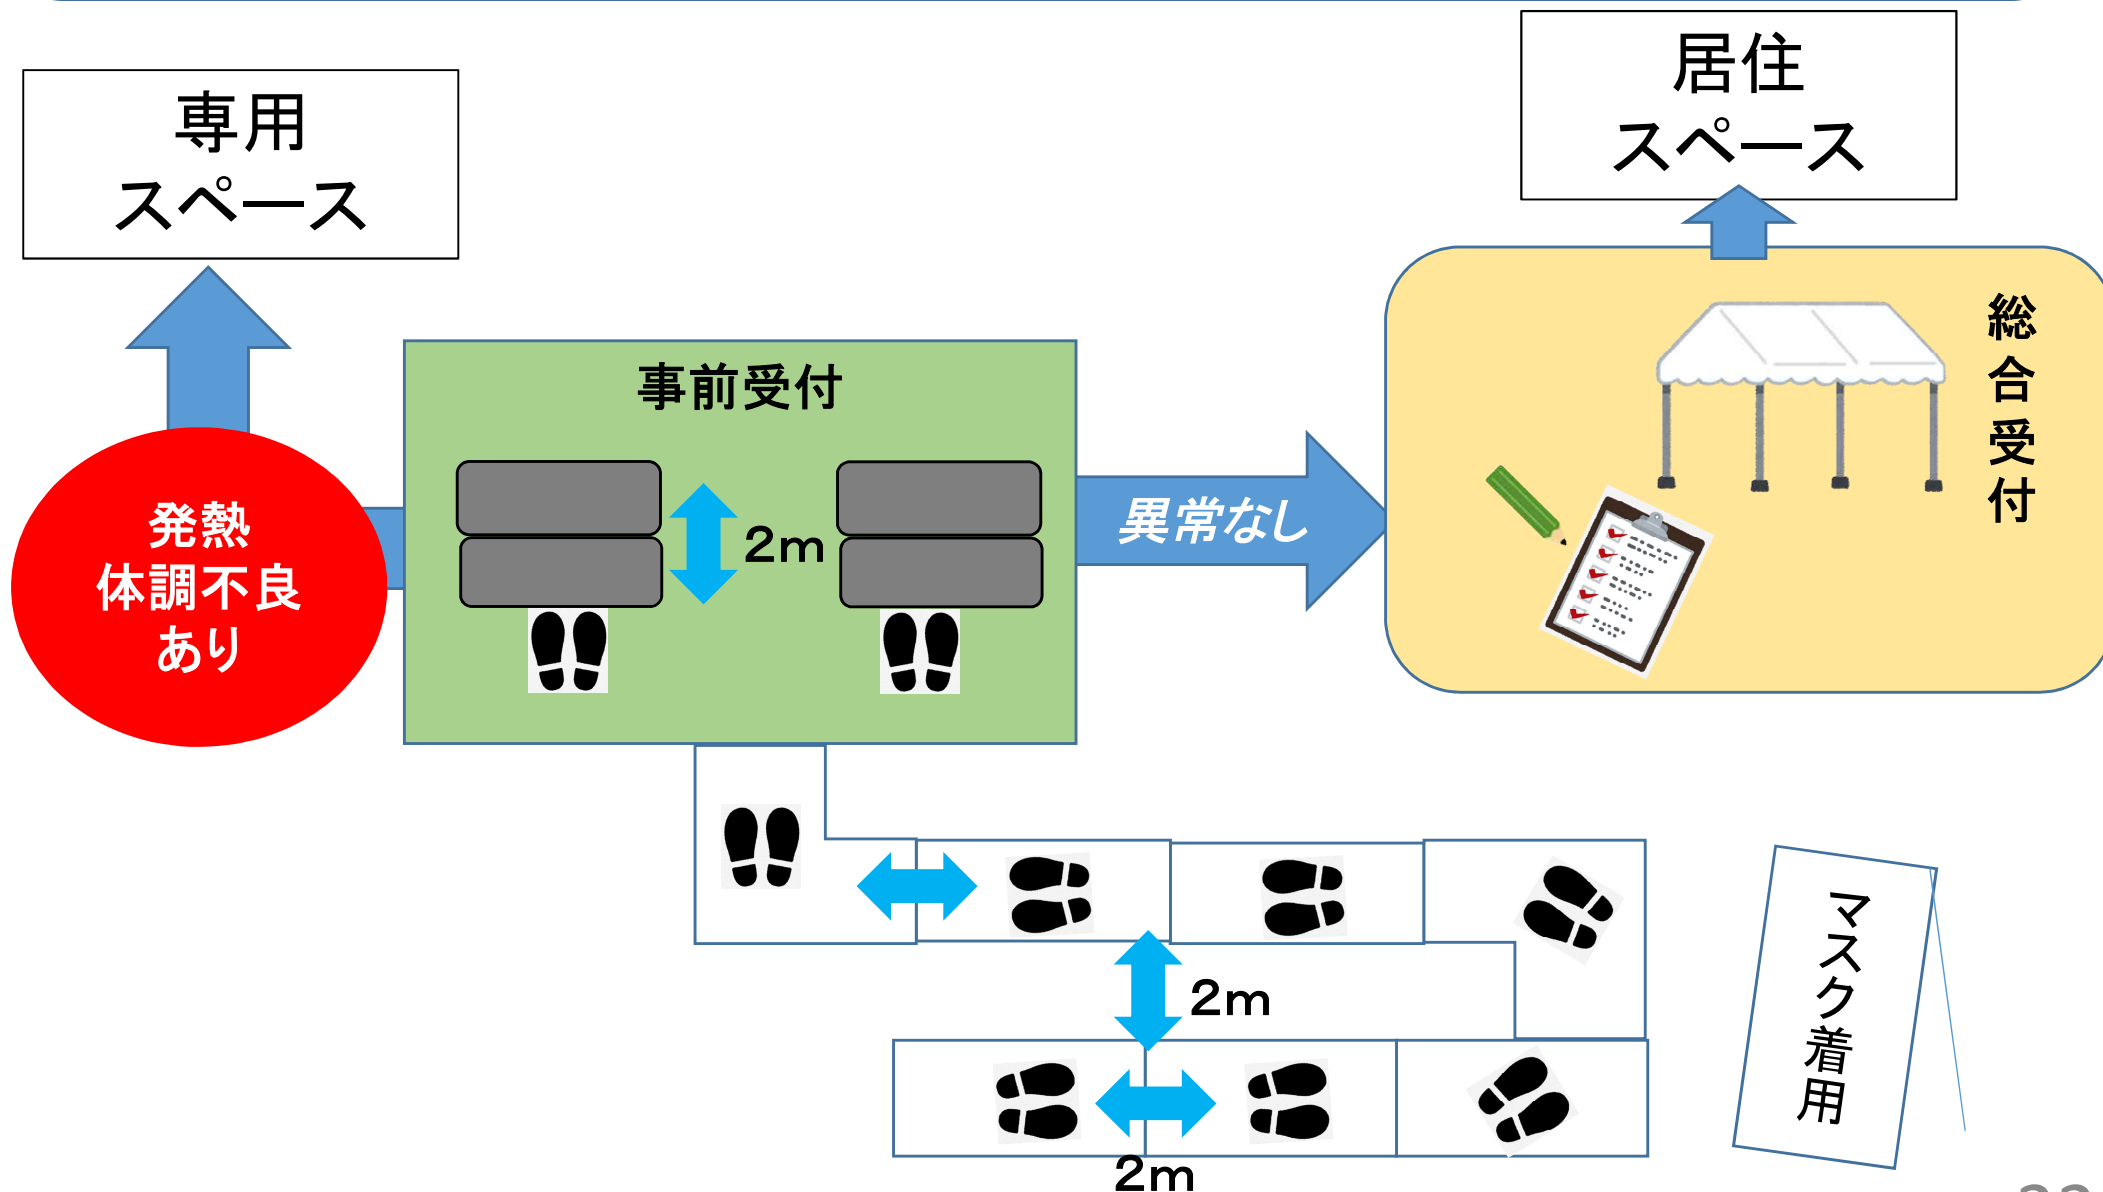 専用
スペース
居住
スペース
事前受付
総合受付
発熱
体調不良
あり
2m
異常なし
2m
2m
マスク着用